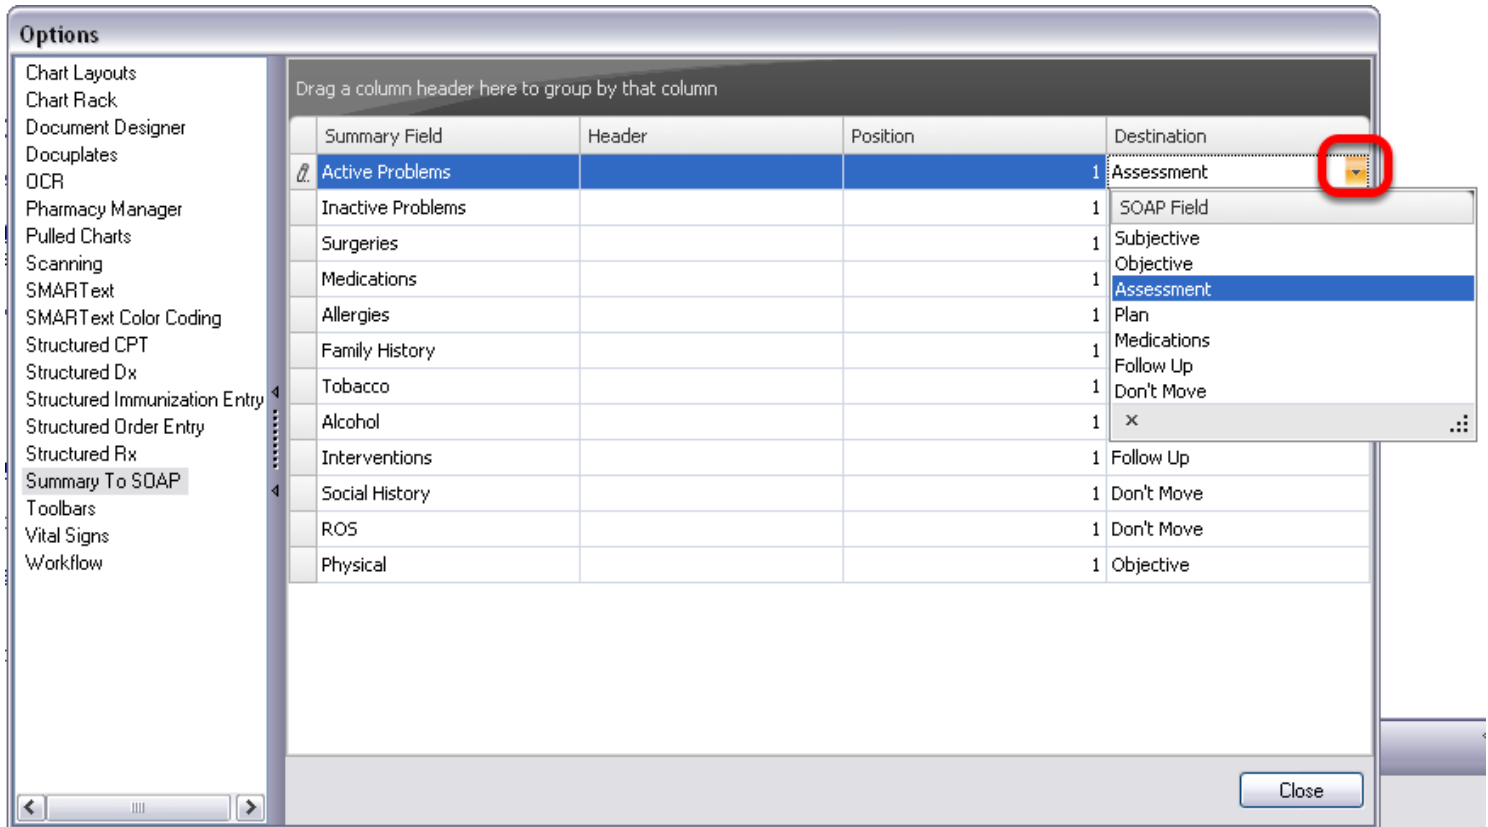 Options
Chart Layouts
Chart Rack
Document Designer
Docuplates
OCR
Pharmacy Manager
Pulled Charts
Scanning
SMARText
SMARText Color Coding
Structured CPT
Structured Dx
Structured Immunization Entry
Structured Order Entry
Structured Rx
Summary To SOAP
Toolbars
Vital Signs
Workflow
Drag a column header here to group by that column
Summary Field Header Position Destination
Active Problems 1 Assessment
Inactive Problems 1
Surgeries 1
Medications 1
Allergies 1
Family History 1
Tobacco 1
Alcohol 1
Interventions 1 Follow Up
Social History 1 Don't Move
ROS 1 Don't Move
Physical 1 Objective
SOAP Field
Subjective
Objective
Assessment
Plan
Medications
Follow Up
Don't Move
Close